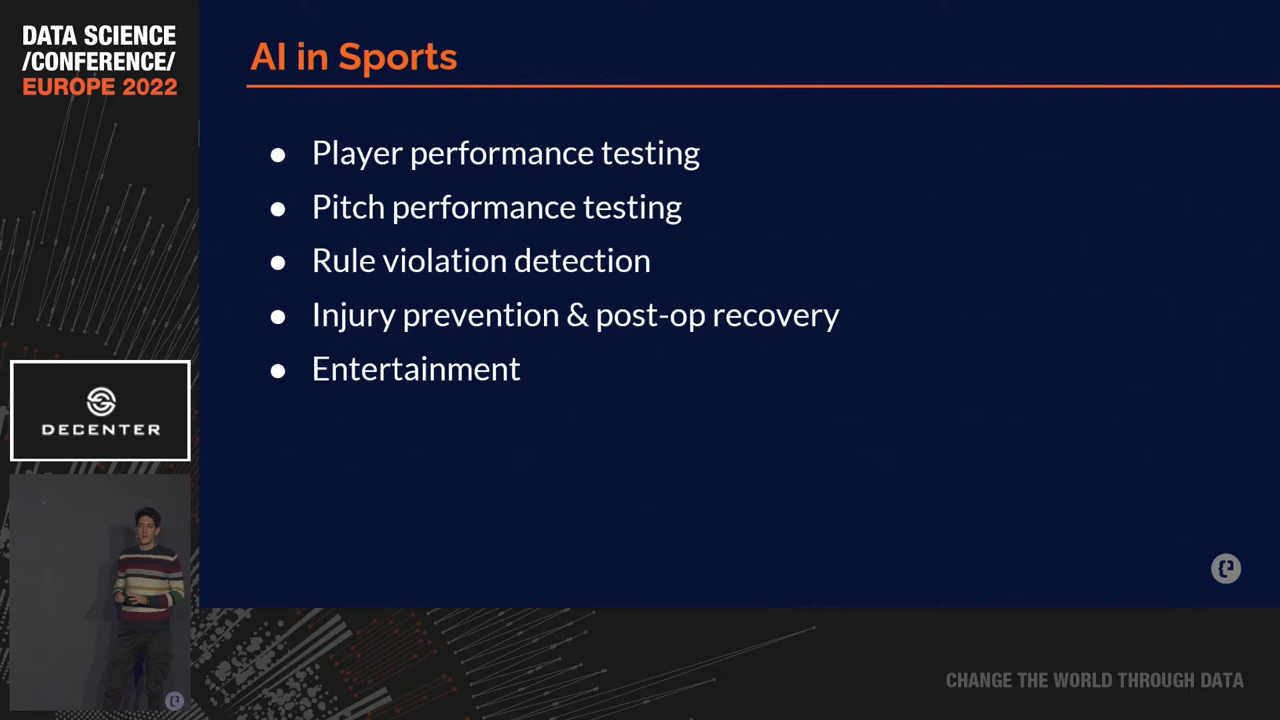 DATA SCIENCE
/CONFERENCE/
EUROPE 2022
DECENTER
AI in Sports
● Player performance testing
● Pitch performance testing
● Rule violation detection
● Injury prevention & post-op recovery
● Entertainment
CHANGE THE WORLD THROUGH DATA